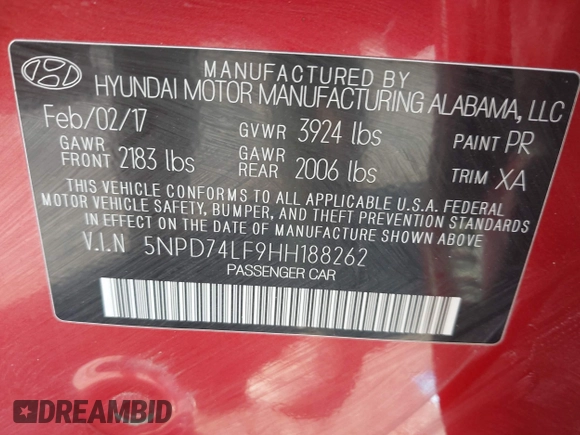 MANUFACTURED BY
HYUNDAI MOTOR MANUFACTURING ALABAMA, LLC
Feb/02/17 GVWR 3924 lbs PAINT PR
GAWR FRONT 2183 lbs GAWR REAR 2006 lbs TRIM XA
THIS VEHICLE CONFORMS TO ALL APPLICABLE U.S.A. FEDERAL
MOTOR VEHICLE SAFETY, BUMPER, AND THEFT PREVENTION STANDARDS
IN EFFECT ON THE DATE OF MANUFACTURE SHOWN ABOVE
V.I.N 5NPD74LF9HH188262
PASSENGER CAR
DREAMBID